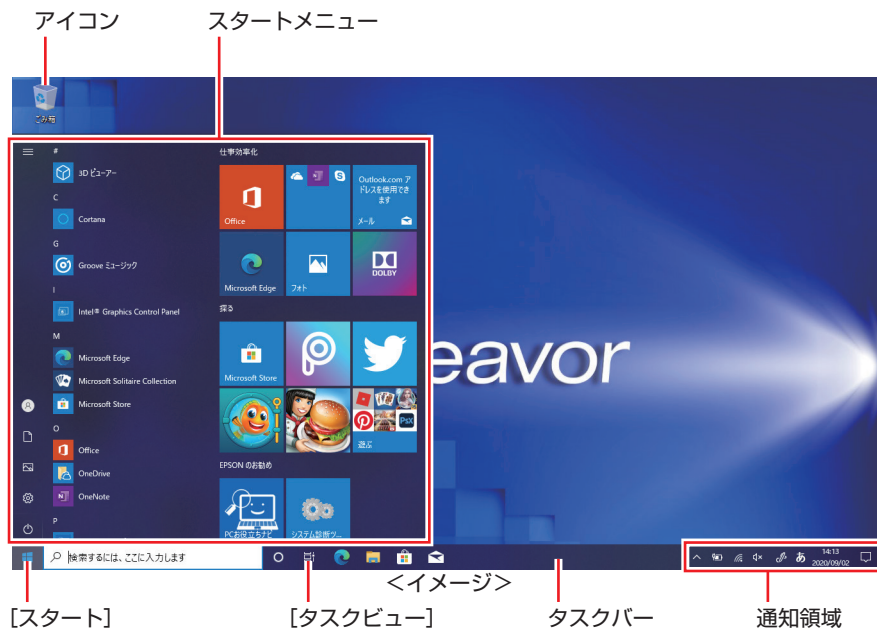 アイコン
スタートメニュー
ごみ箱
#
3D ビューアー
C
Cortana
G
Groove ミュージック
I
Intel® Graphics Control Panel
M
Microsoft Edge
Microsoft Solitaire Collection
Microsoft Store
O
Office
OneDrive
OneNote
P
仕事効率化
Office
Outlook.com ア
ドレスを使用でき
ます
メール
Microsoft Edge
フォト
DOLBY
探る
Microsoft Store
遊ぶ
EPSON のお勧め
PCお役立ちナビ
システム診断ツ...
eavor
検索するには、ここに入力します
あ
14:13
2020/09/02
<イメージ>
[スタート]
[タスクビュー]
タスクバー
通知領域